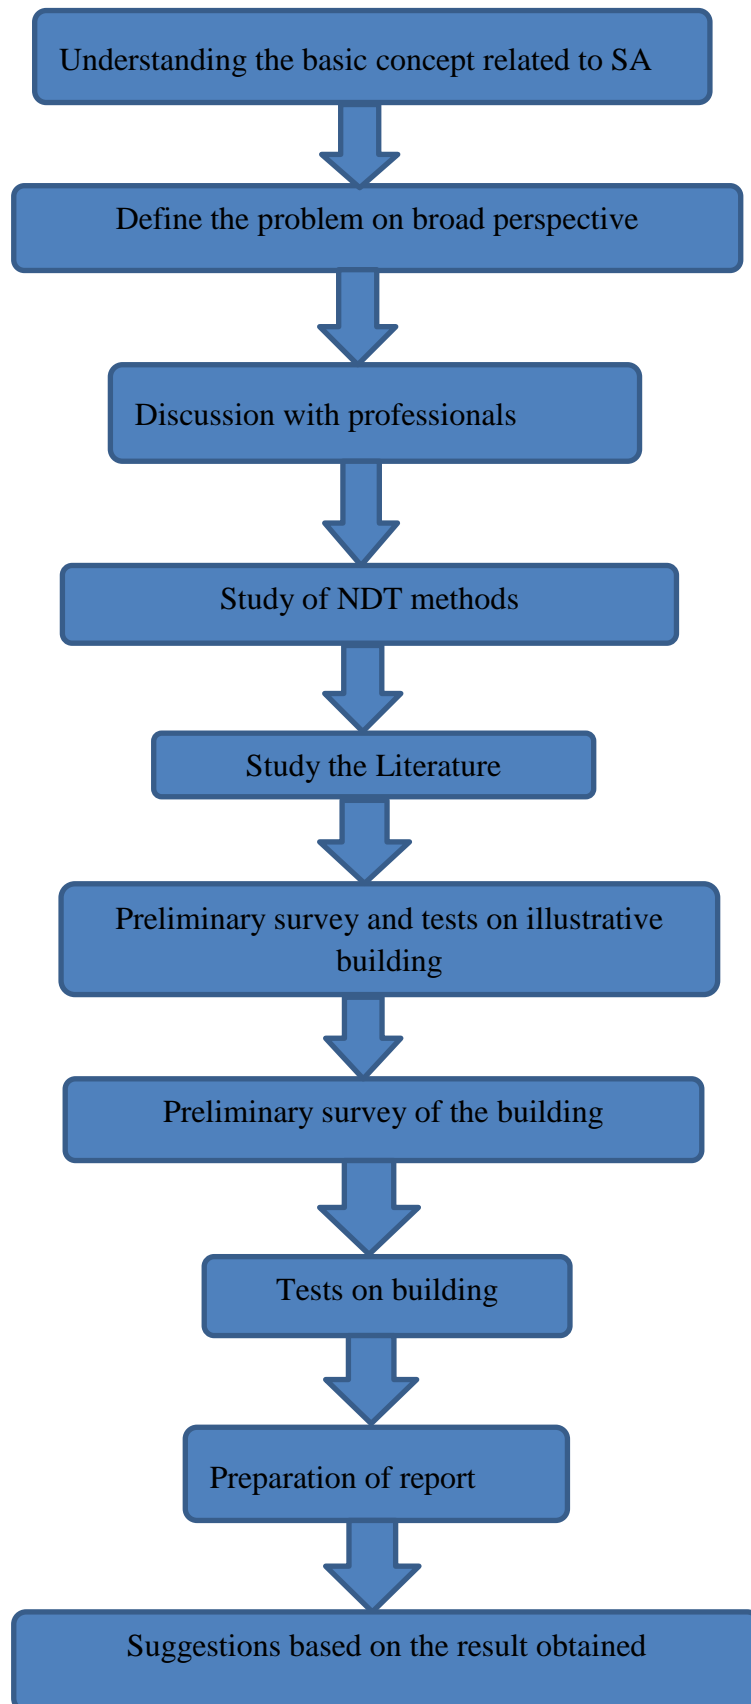 Understanding the basic concept related to SA
Define the problem on broad perspective
Discussion with professionals
Study of NDT methods
Study the Literature
Preliminary survey and tests on illustrative
building
Preliminary survey of the building
Tests on building
Preparation of report
Suggestions based on the result obtained